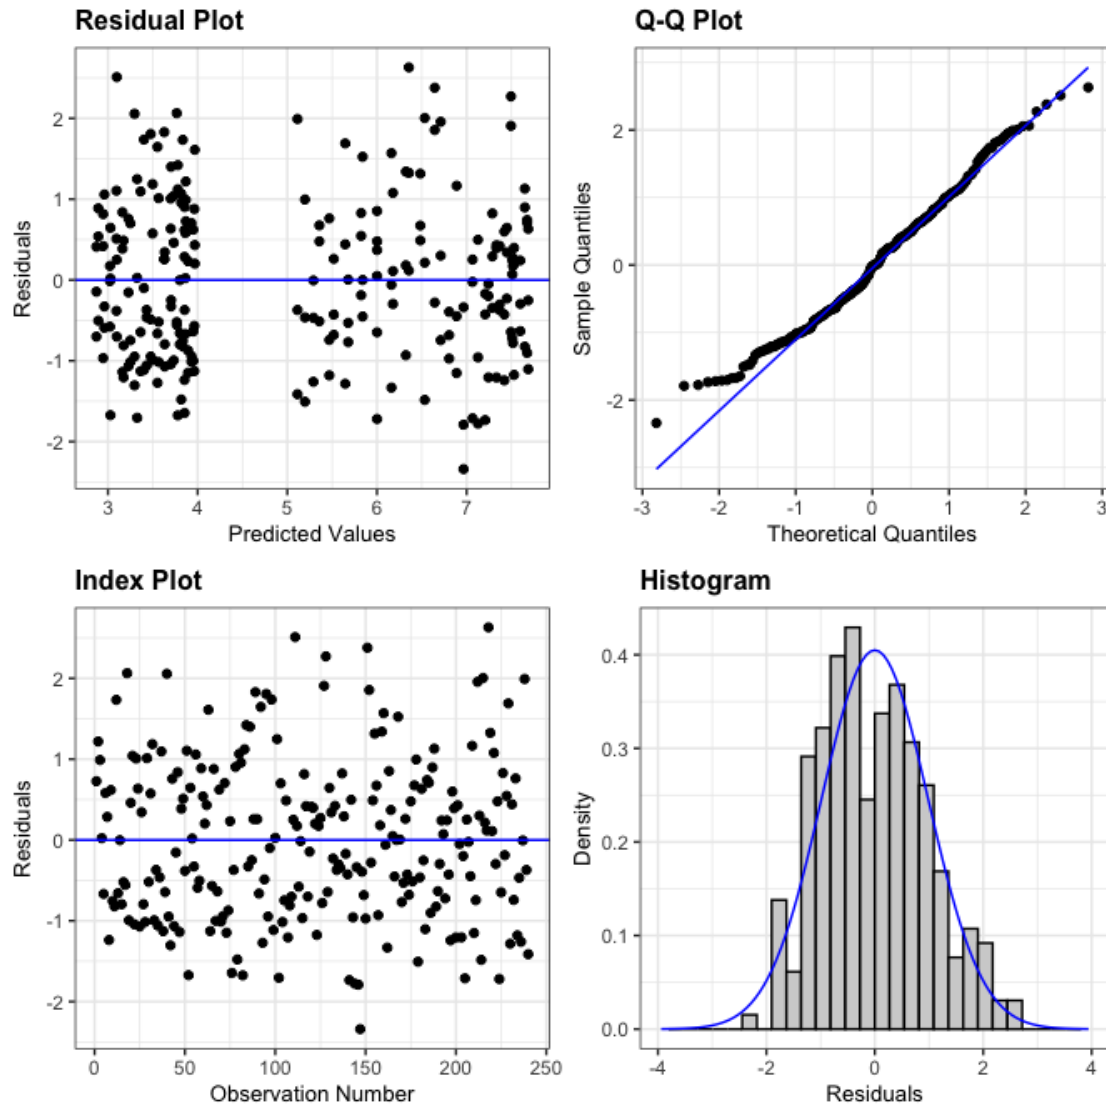 Residual Plot
2
1
0
-1
-2
Residuals
3 4 5 6 7
Predicted Values
Q-Q Plot
2
0
-2
Sample Quantiles
-3 -2 -1 0 1 2 3
Theoretical Quantiles
Index Plot
2
1
0
-1
-2
Residuals
0 50 100 150 200 250
Observation Number
Histogram
0.4
0.3
0.2
0.1
0.0
Density
-4 -2 0 2 4
Residuals